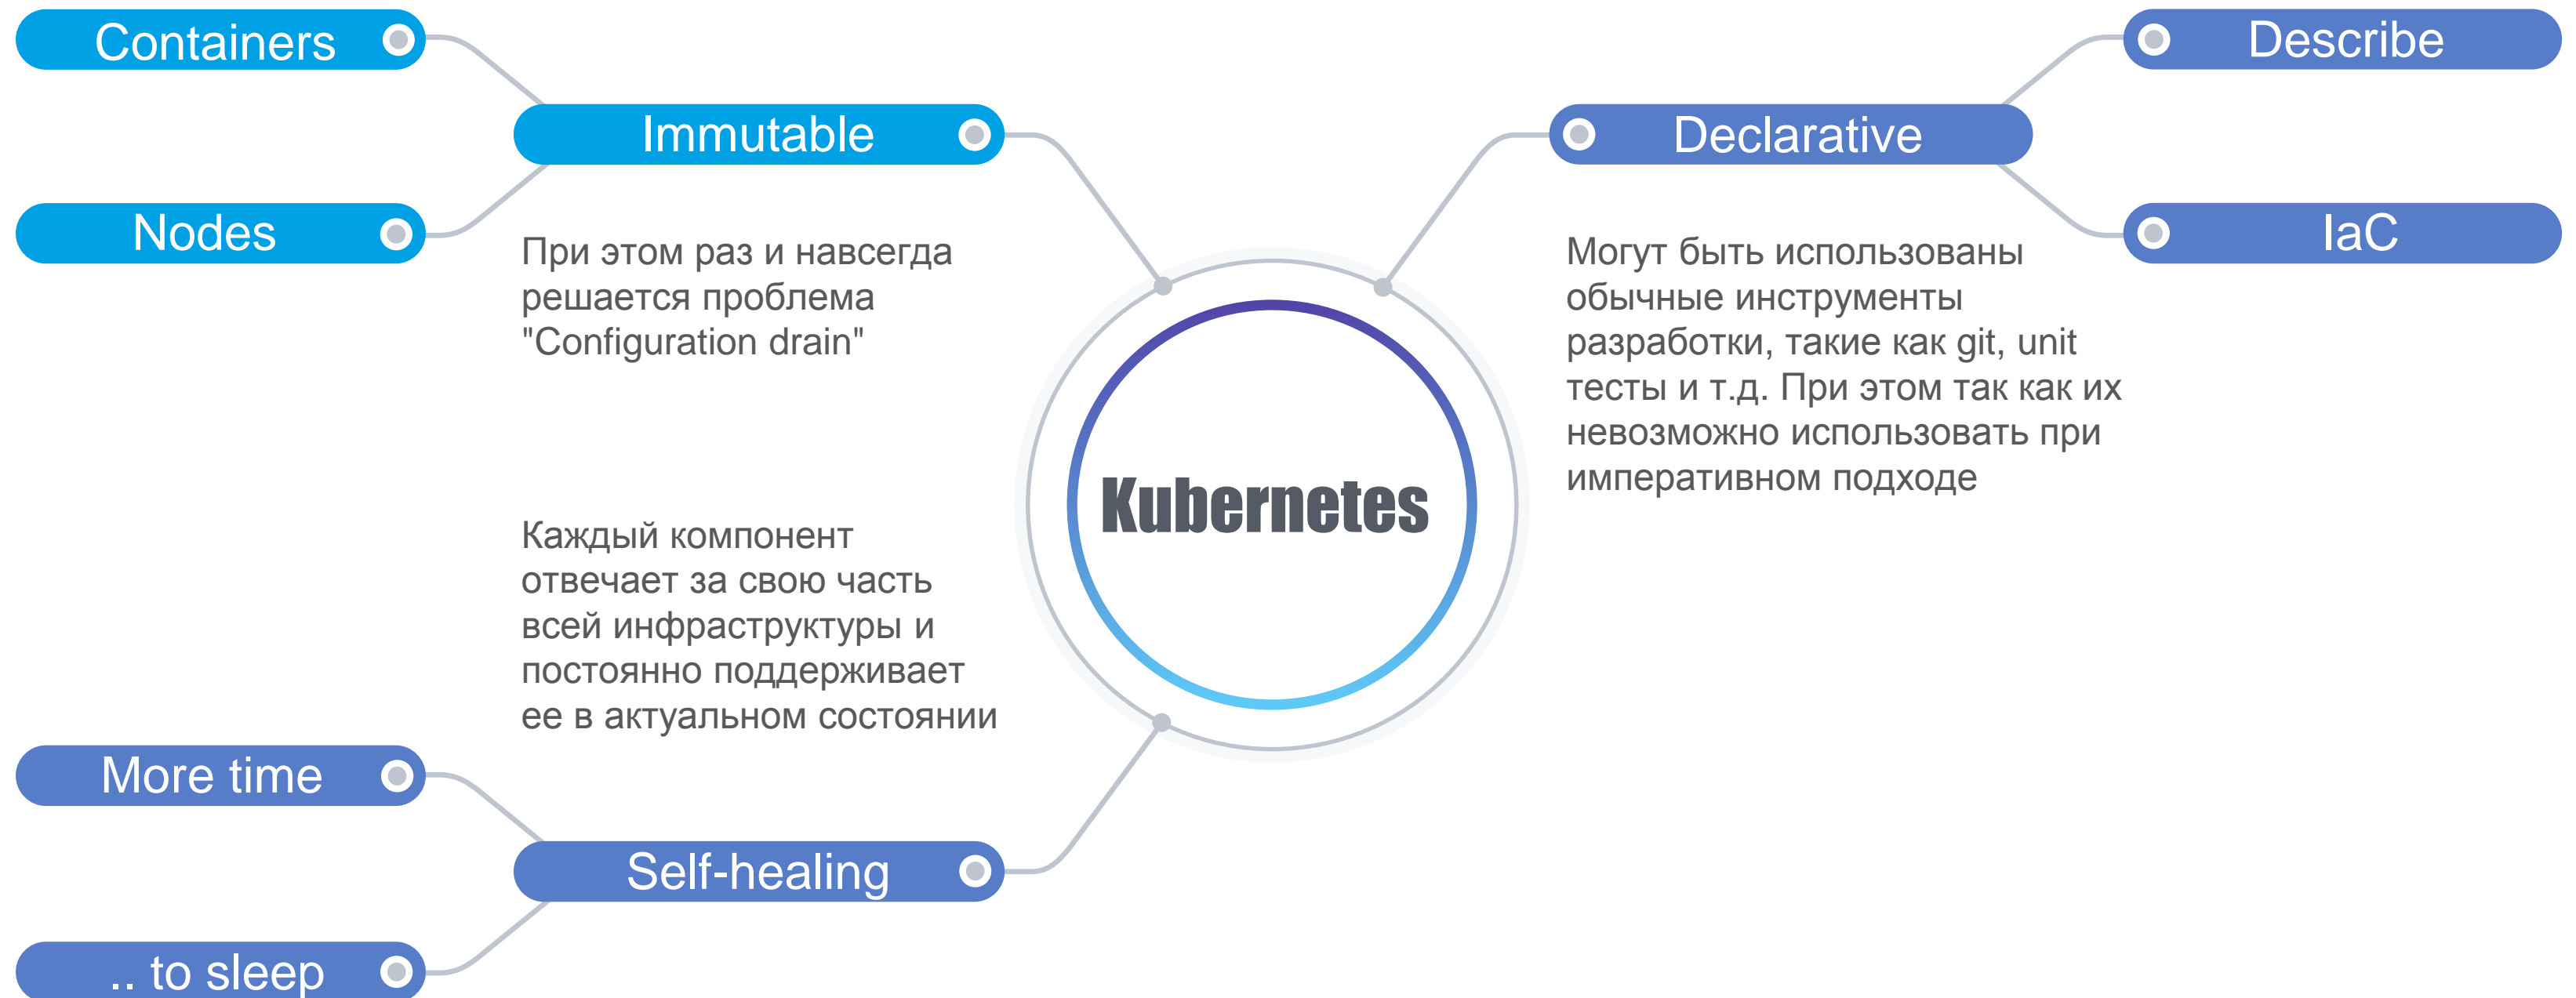 Containers
Immutable
Nodes
При этом раз и навсегда
решается проблема
"Configuration drain"
Describe
Declarative
IaC
Могут быть использованы
обычные инструменты
разработки, такие как git, unit
тесты и т.д. При этом так как их
невозможно использовать при
императивном подходе
Kubernetes
Каждый компонент
отвечает за свою часть
всей инфраструктуры и
постоянно поддерживает
ее в актуальном состоянии
More time
Self-healing
.. to sleep